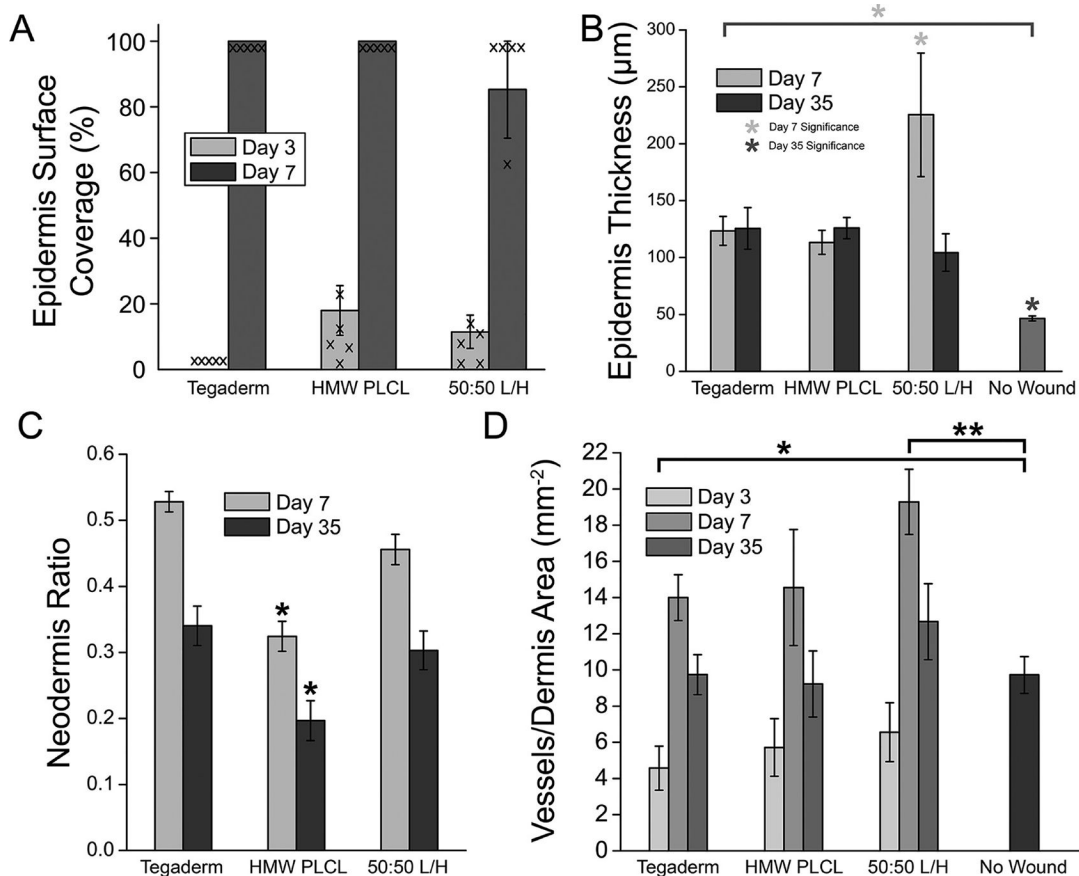 A
Epidermis Surface
Coverage (%)
100
80
60
40
20
0
Day 3
Day 7
xxxxx
xxxxx
xxxxx
xxxx
x
x
x
x
x
x
x
x
x
x
x
Tegaderm
HMW PLCL
50:50 L/H
B
Epidermis Thickness (µm)
300
250
200
150
100
50
0
Day 7
Day 35
* Day 7 Significance
* Day 35 Significance
*
*
*
Tegaderm
HMW PLCL
50:50 L/H
No Wound
C
Neodermis Ratio
0.6
0.5
0.3
0.2
0.1
0.0
Day 7
Day 35
*
*
Tegaderm
HMW PLCL
50:50 L/H
D
Vessels/Dermis Area (mm-2)
22
20
18
16
14
12
10
8
6
4
2
0
Day 3
Day 7
Day 35
*
**
Tegaderm
HMW PLCL
50:50 L/H
No Wound